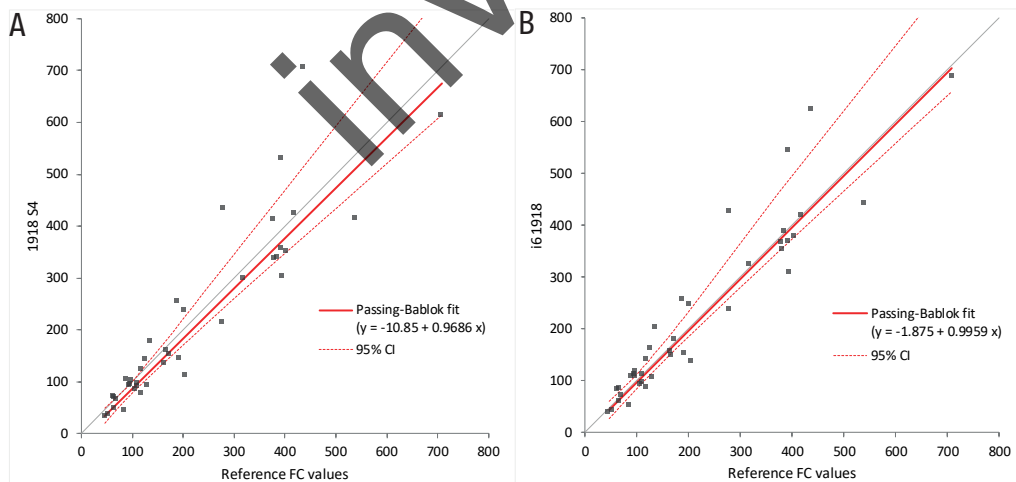 A
800
700
600
500
400
300
200
100
0
1918 S4
0 100 200 300 400 500 600 700 800
Reference FC values
Passing-Bablok fit
(y = -10.85 + 0.9686 x)
95% CI
inv
B
800
700
600
500
400
300
200
100
0
i6 1918
0 100 200 300 400 500 600 700 800
Reference FC values
Passing-Bablok fit
(y = -1.875 + 0.9959 x)
95% CI